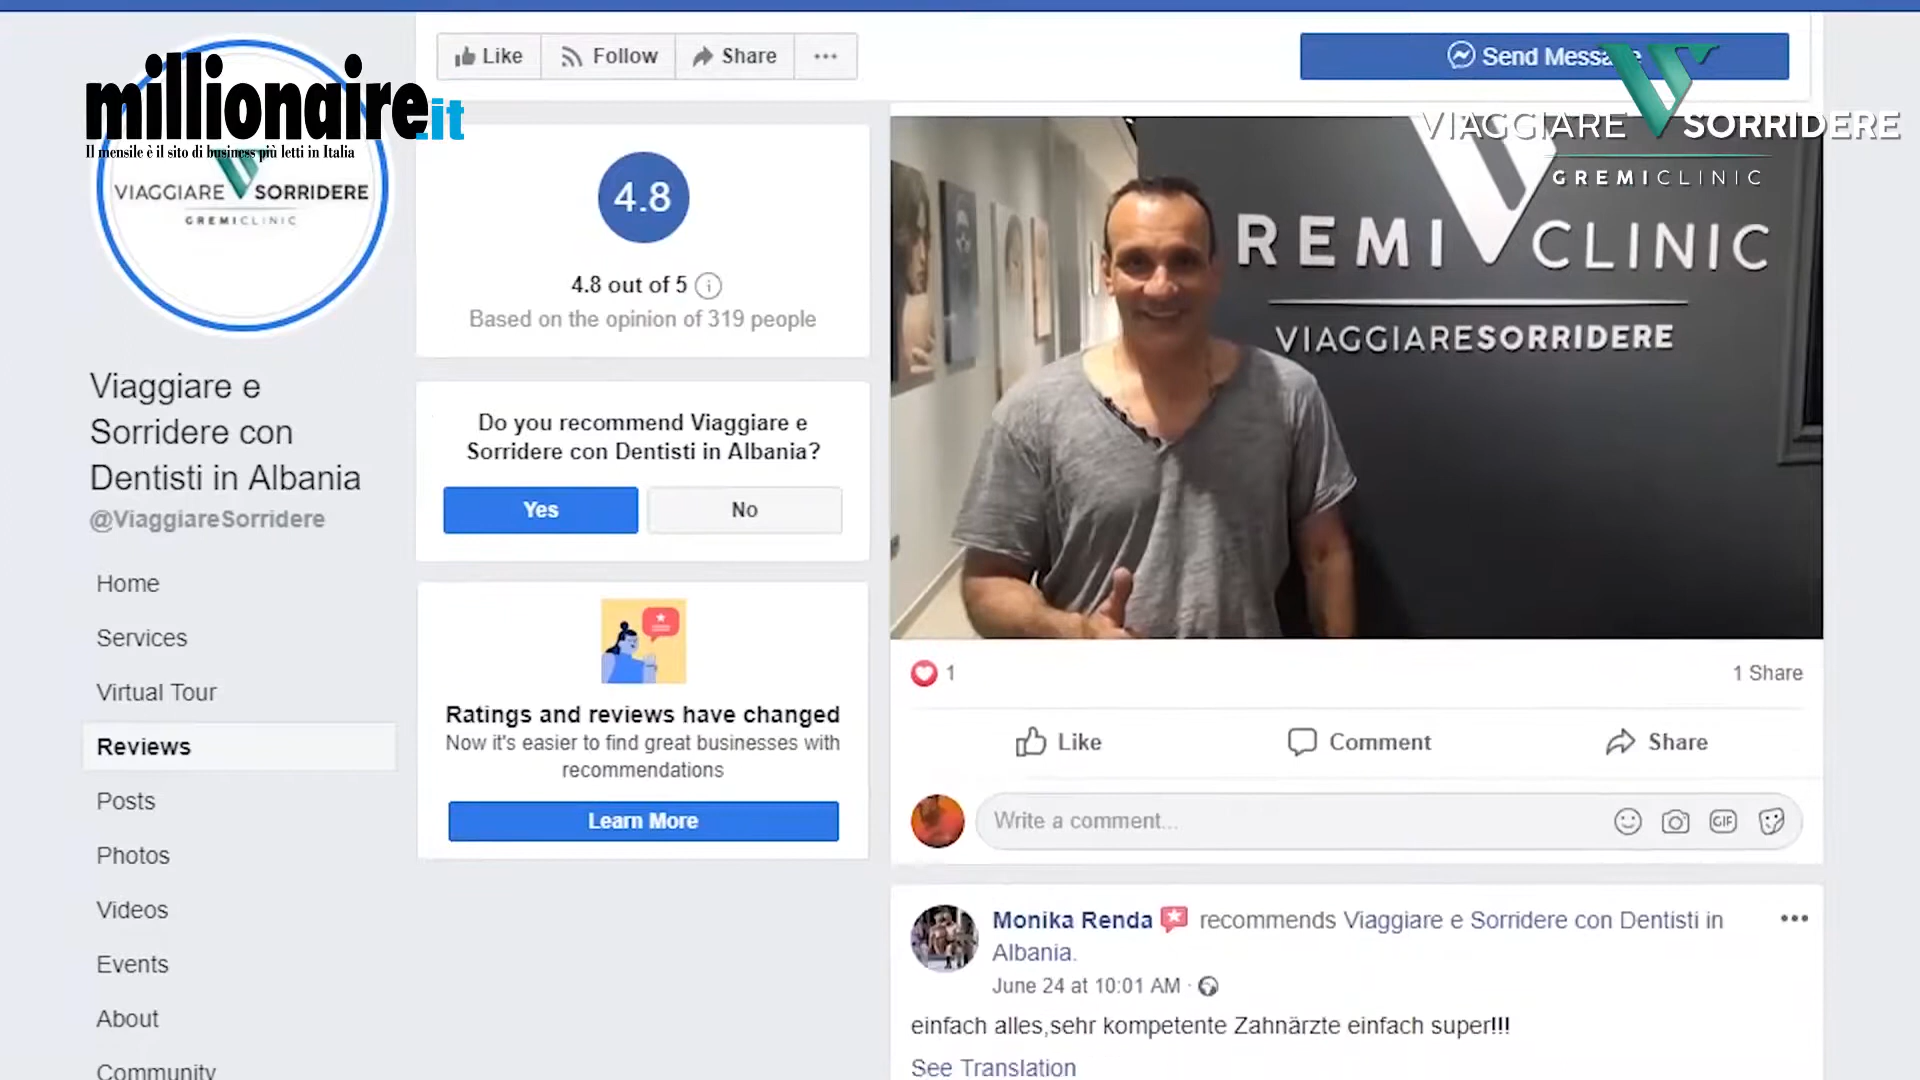 Like
Follow
Share
Send Message
millionaire.it
Il mensile è il sito di business più letti in Italia
VIAGGIARE SORRIDERE
GREMICLINIC
VIAGGIARE SORRIDERE
GREMICLINIC
4.8
4.8 out of 5
Based on the opinion of 319 people
REMI CLINIC
VIAGGIARESORRIDERE
Viaggiare e
Sorridere con
Dentisti in Albania
@ViaggiareSorridere
Do you recommend Viaggiare e
Sorridere con Dentisti in Albania?
Yes
No
Home
Services
Virtual Tour
Reviews
Posts
Photos
Videos
Events
About
Community
Ratings and reviews have changed
Now it's easier to find great businesses with
recommendations
Learn More
1
1 Share
Like
Comment
Share
Write a comment...
GIF
Monika Renda recommends Viaggiare e Sorridere con Dentisti in
Albania.
June 24 at 10:01 AM ·
einfach alles,sehr kompetente Zahnärzte einfach super!!!
See Translation